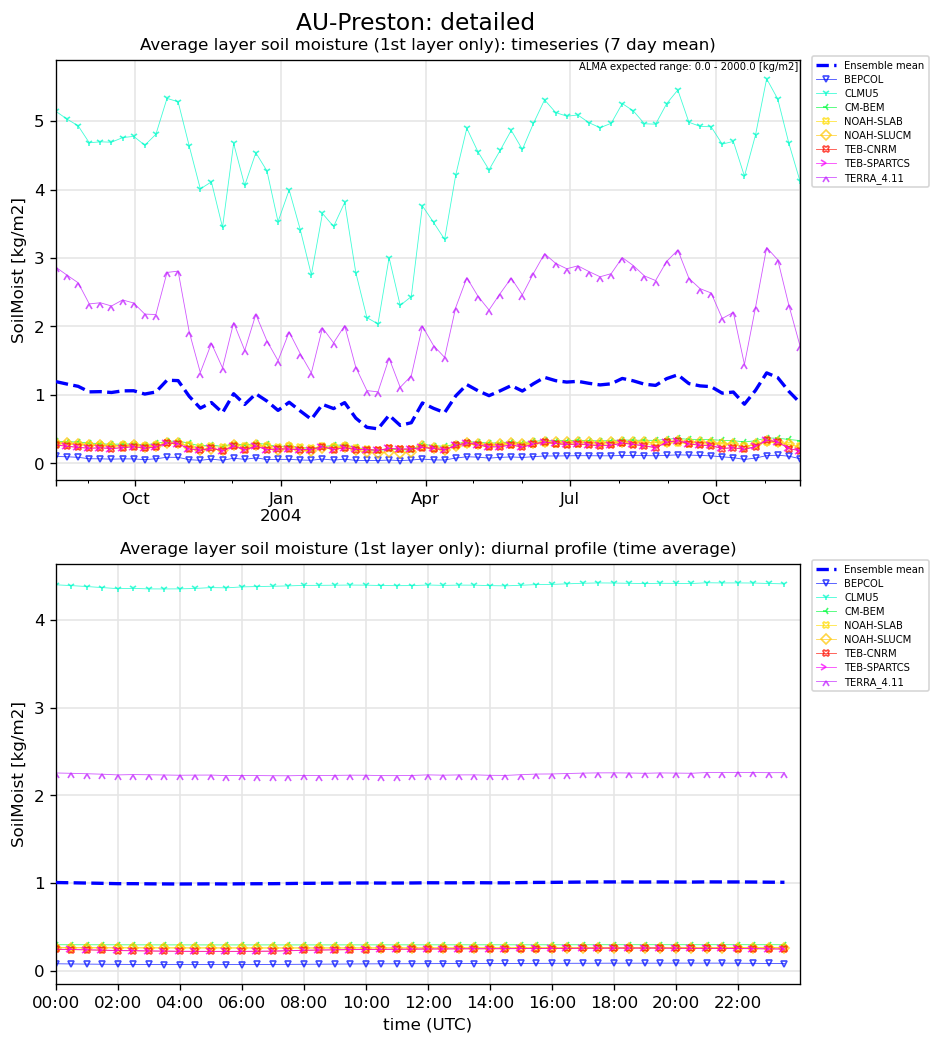 AU-Preston: detailed
Average layer soil moisture (1st layer only): timeseries (7 day mean)
ALMA expected range: 0.0 - 2000.0 [kg/m2]
SoilMoist [kg/m2]
5
4
3
2
1
0
Oct
Jan
2004
Apr
Jul
Oct
Ensemble mean
BEPCOL
CLMU5
CM-BEM
NOAH-SLAB
NOAH-SLUCM
TEB-CNRM
TEB-SPARTCS
TERRA_4.11
Average layer soil moisture (1st layer only): diurnal profile (time average)
SoilMoist [kg/m2]
4
3
2
1
0
00:00
02:00
04:00
06:00
08:00
10:00
12:00
14:00
16:00
18:00
20:00
22:00
time (UTC)
Ensemble mean
BEPCOL
CLMU5
CM-BEM
NOAH-SLAB
NOAH-SLUCM
TEB-CNRM
TEB-SPARTCS
TERRA_4.11